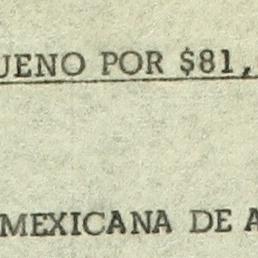 UENO POR $81,
MEXICANA DE A